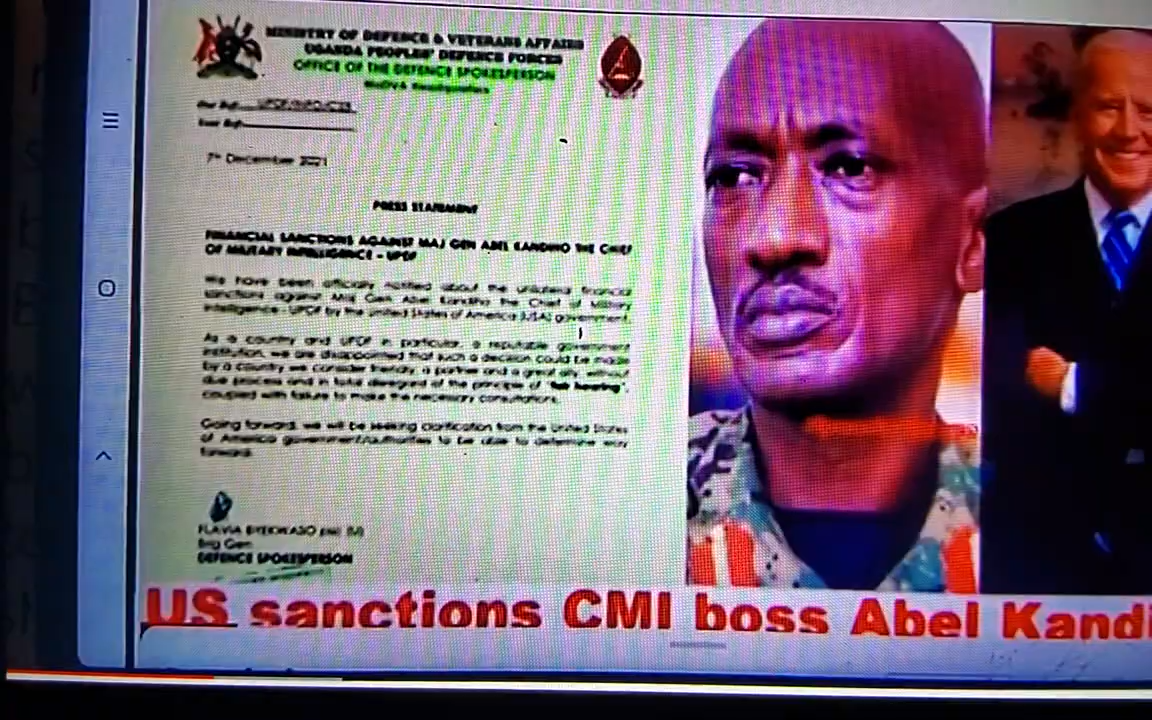 MINISTRY OF DEFENCE & VETERANS AFFAIRS
UGANDA PEOPLES' DEFENCE FORCES
OFFICE OF THE DEFENCE SPOKESPERSON
Our Ref:
Your Ref:
7th December 2021
PRESS STATEMENT
FINANCIAL SANCTIONS AGAINST MAJ GEN ABEL KANDIHO THE CHIEF
OF MILITARY INTELLIGENCE - UPDF
We have been officially notified about the unilateral financial
sanctions against Maj Gen Abel Kandiho the Chief of Military
Intelligence - UPDF by the United States of America (USA) government.
As a country and UPDF in particular, a reputable government
institution, we are disappointed that such a decision could be made
by a country we consider friendly, a partner and a great ally, without
due process and in total disregard of the principle of "fair hearing",
coupled with failure to make the necessary consultations.
Going forward, we will be seeking clarification from the United States
of America government/authorities to be able to determine way
forward.
FLAVIA BYEKWASO psc (M)
Brig Gen
DEFENCE SPOKESPERSON
US sanctions CMI boss Abel Kandi